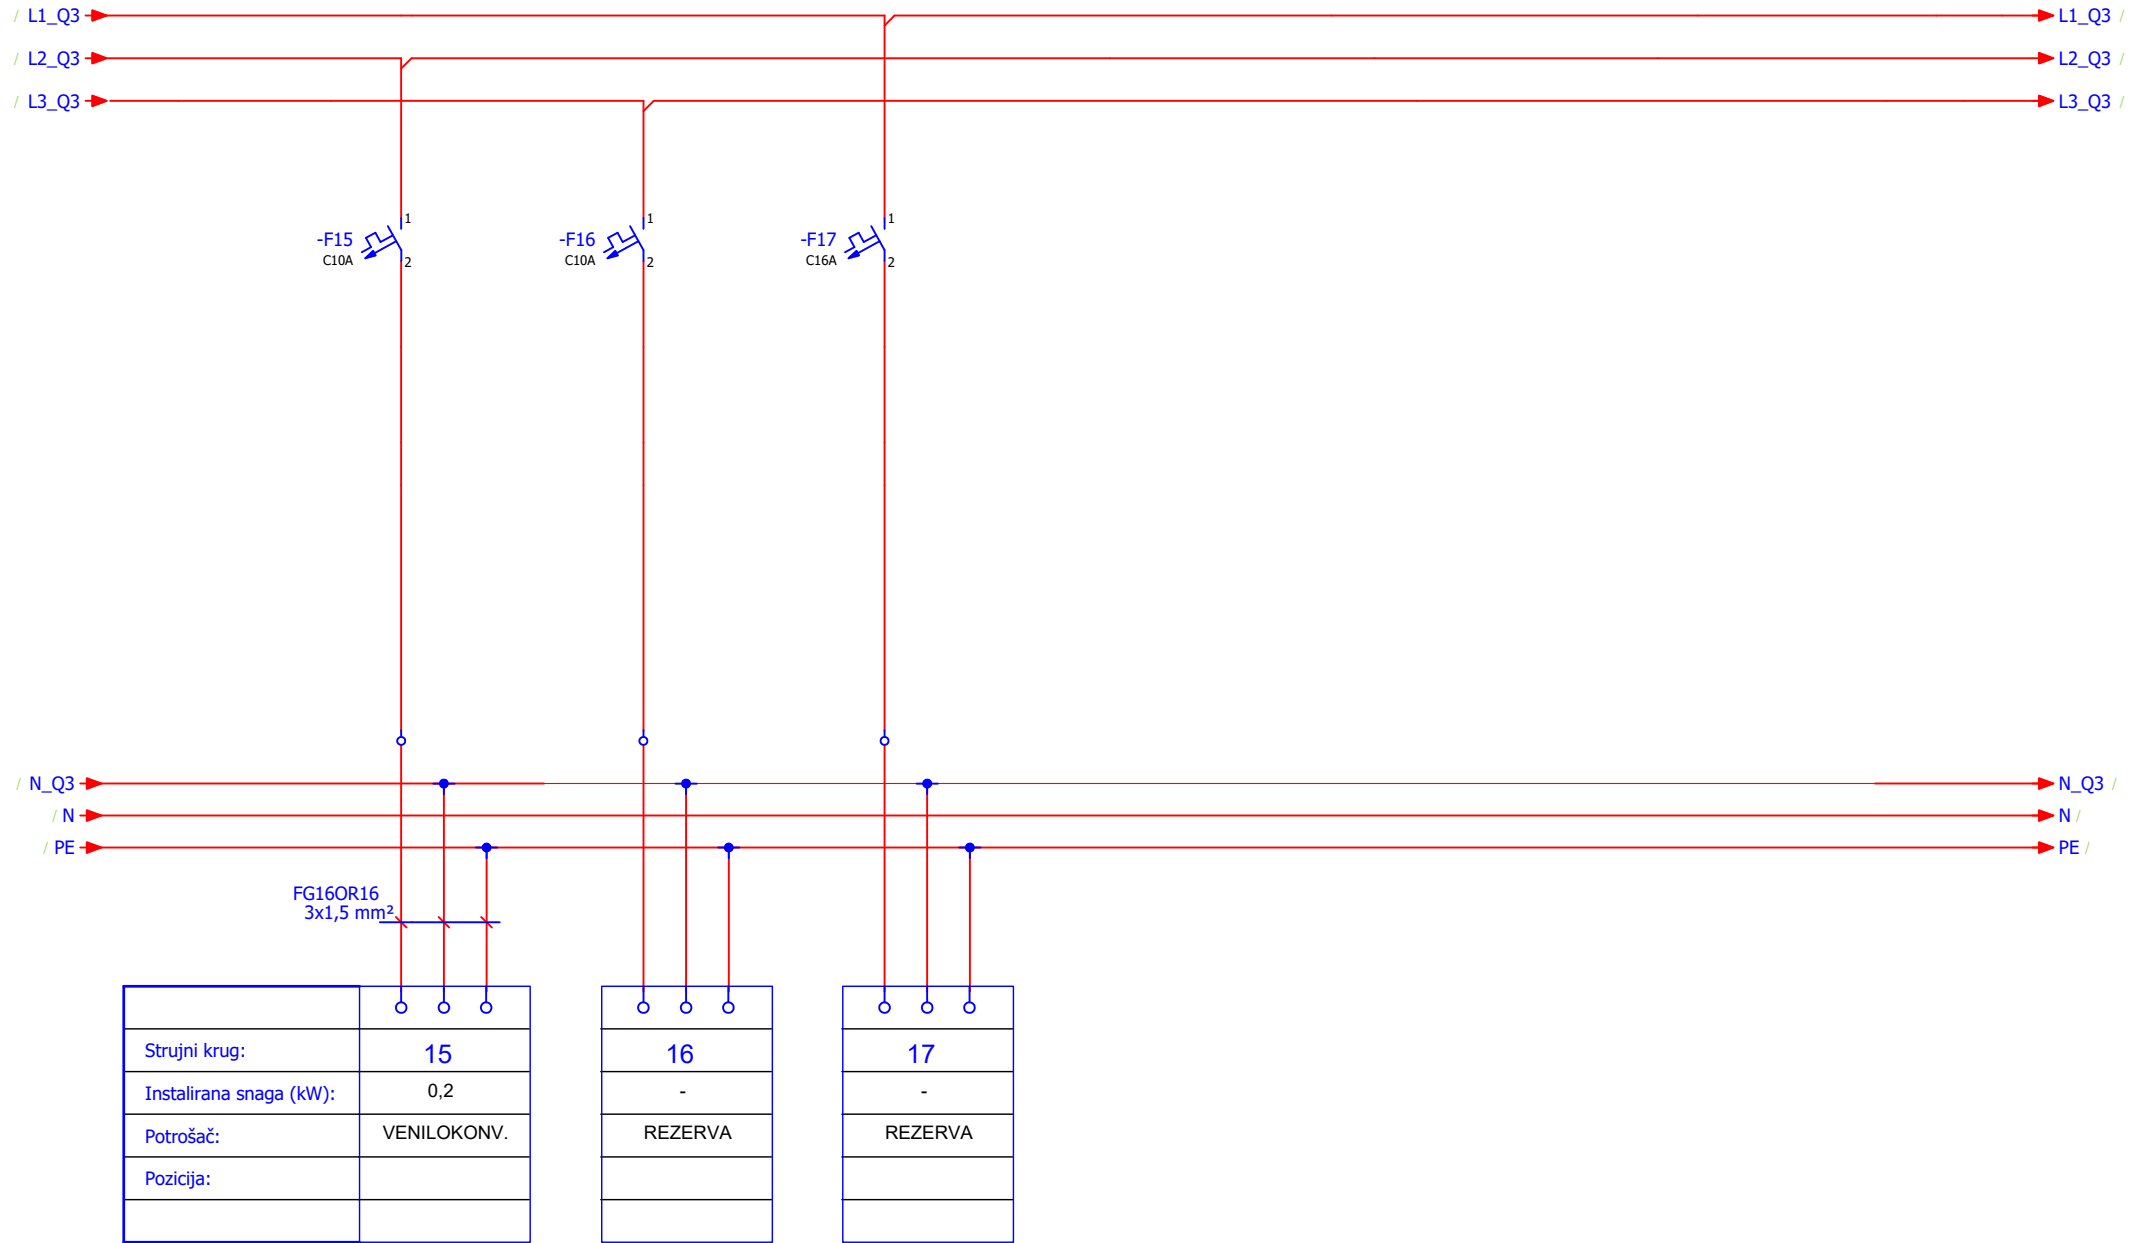 / L1_Q3 L1_Q3 /
/ L2_Q3 L2_Q3 /
/ L3_Q3 L3_Q3 /
1 1 1
-F15 -F16 -F17
C10A C10A C16A
2 2 2
/ N_Q3 N_Q3 /
/ N N /
/ PE PE /
FG16OR16
3x1,5 mm²
Strujni krug: 15 16 17
Instalirana snaga (kW): 0,2 - -
Potrošač: VENILOKONV. REZERVA REZERVA
Pozicija: